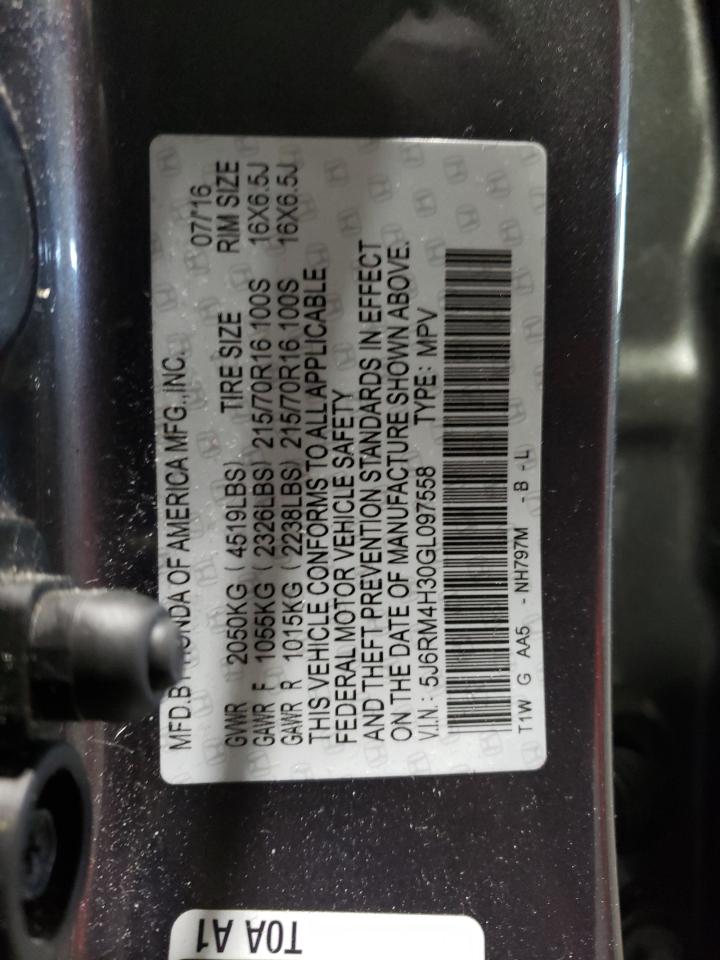 MFD.BY HONDA OF AMERICA MFG.,INC. 07/16
GVWR 2050KG ( 4519LBS) TIRE SIZE RIM SIZE
GAWR F 1055KG ( 2326LBS) 215/70R16 100S 16X6.5J
GAWR R 1015KG ( 2238LBS) 215/70R16 100S 16X6.5J
THIS VEHICLE CONFORMS TO ALL APPLICABLE
FEDERAL MOTOR VEHICLE SAFETY
AND THEFT PREVENTION STANDARDS IN EFFECT
ON THE DATE OF MANUFACTURE SHOWN ABOVE.
V.I.N.: 5J6RM4H30GL097558 TYPE: MPV
T1W G AA5 - NH797M - B - L
T0A A1